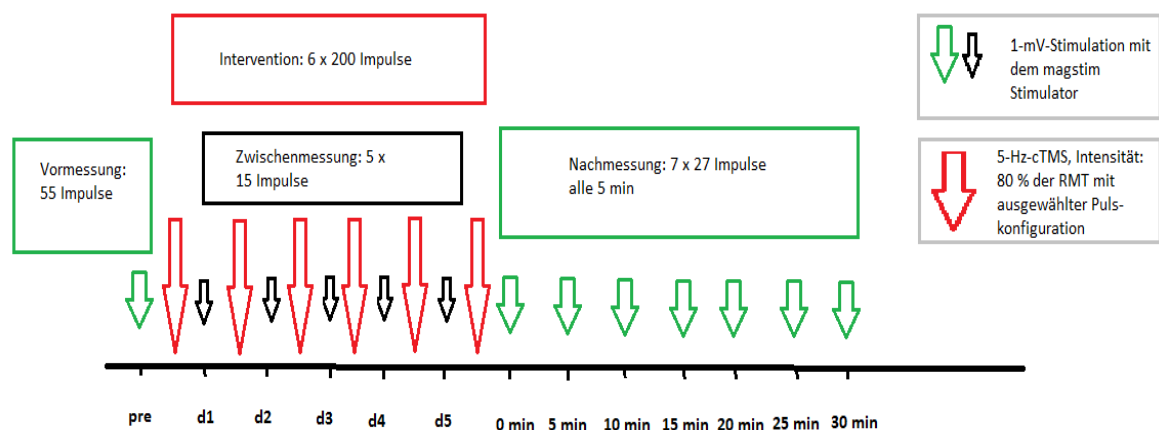 Intervention: 6 x 200 Impulse
1-mV-Stimulation mit
dem magstim
Stimulator
Vormessung:
55 Impulse
Zwischenmessung: 5 x
15 Impulse
Nachmessung: 7 x 27 Impulse
alle 5 min
5-Hz-cTMS, Intensität:
80 % der RMT mit
ausgewählter Puls-
konfiguration
pre d1 d2 d3 d4 d5 0 min 5 min 10 min 15 min 20 min 25 min 30 min